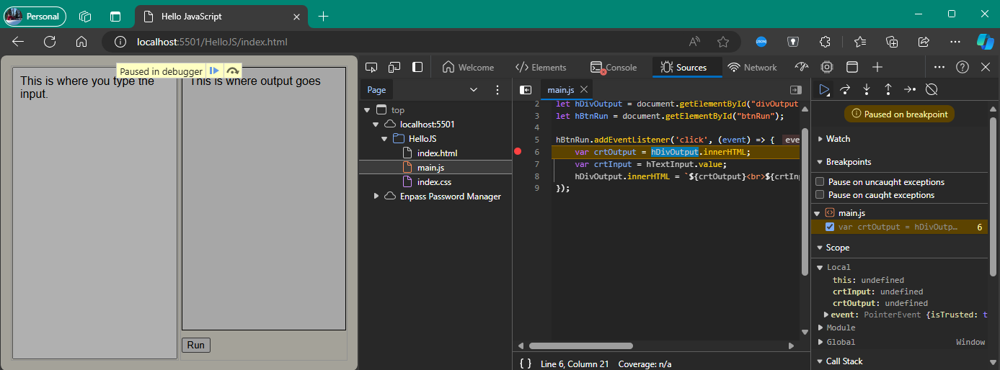 Personal
Hello JavaScript
localhost:5501/HelloJS/index.html
Paused in debugger
This is where you type the
input.
This is where output goes
Run
Welcome
Elements
Console
Sources
Network
Page
top
localhost:5501
HelloJS
index.html
main.js
index.css
Enpass Password Manager
main.js
2 let hDivOutput = document.getElementById("divOutput
3 let hBtnRun = document.getElementById("btnRun");
4
5 hBtnRun.addEventListener('click', (event) => { eve
6 var crtOutput = hDivOutput.innerHTML;
7 var crtInput = hTextInput.value;
8 hDivOutput.innerHTML = `${crtOutput}<br>${crtInp
9 });
{ } Line 6, Column 21 Coverage: n/a
Paused on breakpoint
Watch
Breakpoints
Pause on uncaught exceptions
Pause on caught exceptions
main.js
var crtOutput = hDivOutp… 6
Scope
Local
this: undefined
crtInput: undefined
crtOutput: undefined
event: PointerEvent {isTrusted: t
Module
Global Window
Call Stack